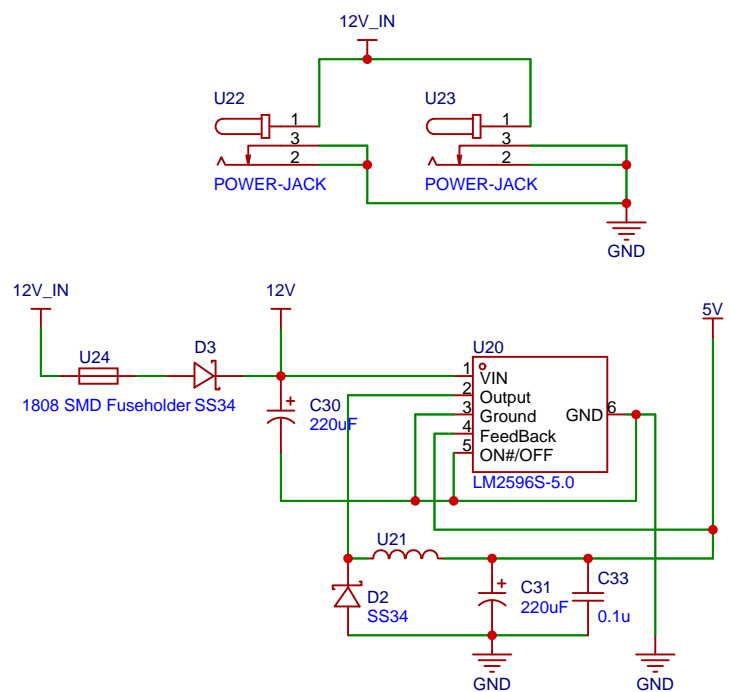 12V_IN
U22
U23
1
3
2
1
3
2
POWER-JACK
POWER-JACK
GND
12V_IN
12V
5V
U24
D3
U20
1808 SMD Fuseholder
SS34
C30
220uF
1
2
3
4
5
VIN
Output
Ground
FeedBack
ON#/OFF
GND
6
LM2596S-5.0
U21
D2
SS34
C31
220uF
C33
0.1u
GND
GND